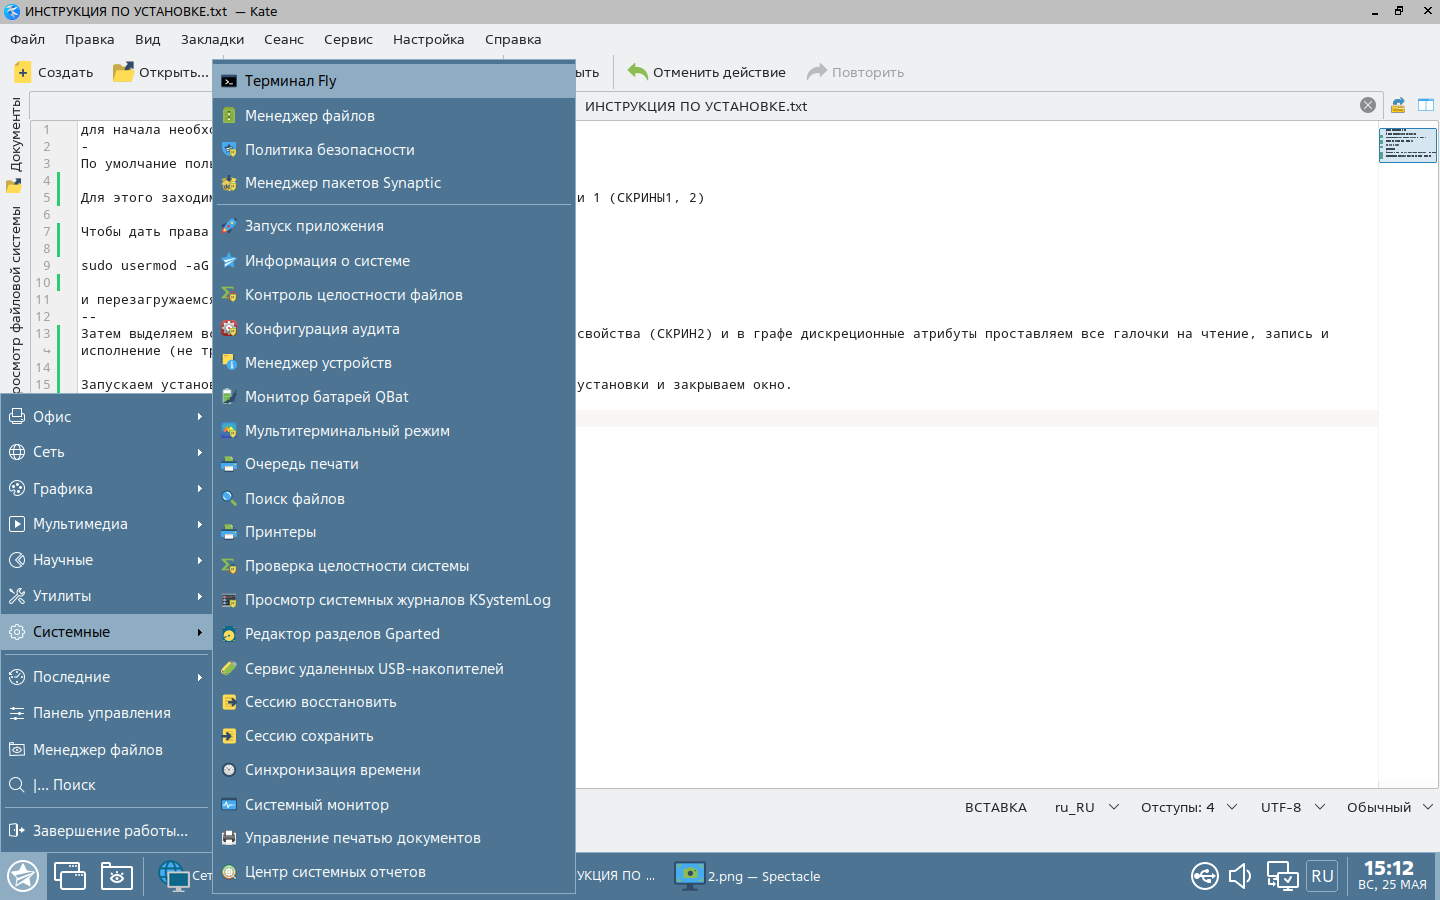 ИНСТРУКЦИЯ ПО УСТАНОВКЕ.txt — Kate
Файл Правка Вид Закладки Сеанс Сервис Настройка Справка
Создать Открыть... Отменить действие Повторить
ИНСТРУКЦИЯ ПО УСТАНОВКЕ.txt
Документы
1 для начала
2 -
3 По умолчание
4
5 Для этого заходим и 1 (СКРИНЫ1, 2)
6
7 Чтобы дать права
8
9 sudo usermod -aG
10
11 и перезагружаемся
12 --
13 Затем выделяем свойства (СКРИН2) и в графе дискреционные атрибуты проставляем все галочки на чтение, запись и
исполнение (не
14
15 Запускаем установки и закрываем окно.
файловой системы
Терминал Fly
Менеджер файлов
Политика безопасности
Менеджер пакетов Synaptic
Запуск приложения
Информация о системе
Контроль целостности файлов
Конфигурация аудита
Менеджер устройств
Монитор батарей QBat
Мультитерминальный режим
Очередь печати
Поиск файлов
Принтеры
Проверка целостности системы
Просмотр системных журналов KSystemLog
Редактор разделов Gparted
Сервис удаленных USB-накопителей
Сессию восстановить
Сессию сохранить
Синхронизация времени
Системный монитор
Управление печатью документов
Центр системных отчетов
Офис
Сеть
Графика
Мультимедиа
Научные
Утилиты
Системные
Последние
Панель управления
Менеджер файлов
|... Поиск
Завершение работы...
ВСТАВКА ru_RU Отступы: 4 UTF-8 Обычный
УКЦИЯ ПО ... 2.png — Spectacle RU 15:12
ВС, 25 МАЯ